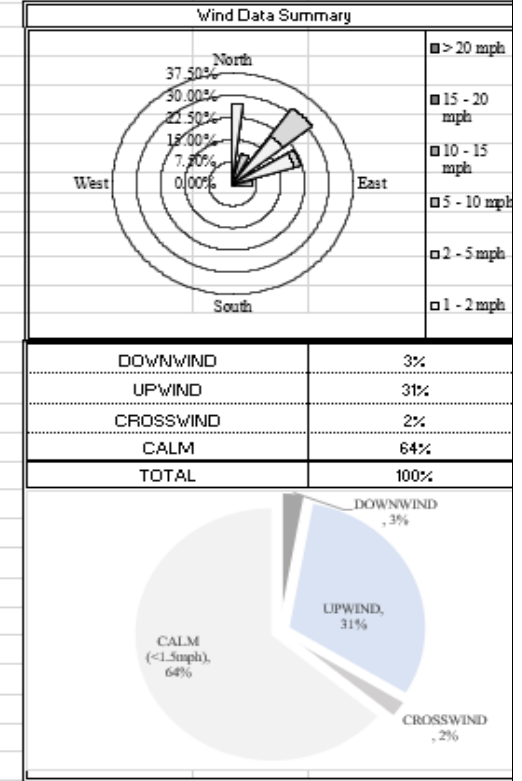 Wind Data Summary
North
37.50%
30.00%
22.50%
15.00%
7.50%
0.00%
West
East
South
> 20 mph
15 - 20
mph
10 - 15
mph
5 - 10 mph
2 - 5 mph
1 - 2 mph
DOWNWIND 3%
UPWIND 31%
CROSSWIND 2%
CALM 64%
TOTAL 100%
DOWNWIND
, 3%
UPWIND,
31%
CALM
(<1.5mph),
64%
CROSSWIND
, 2%